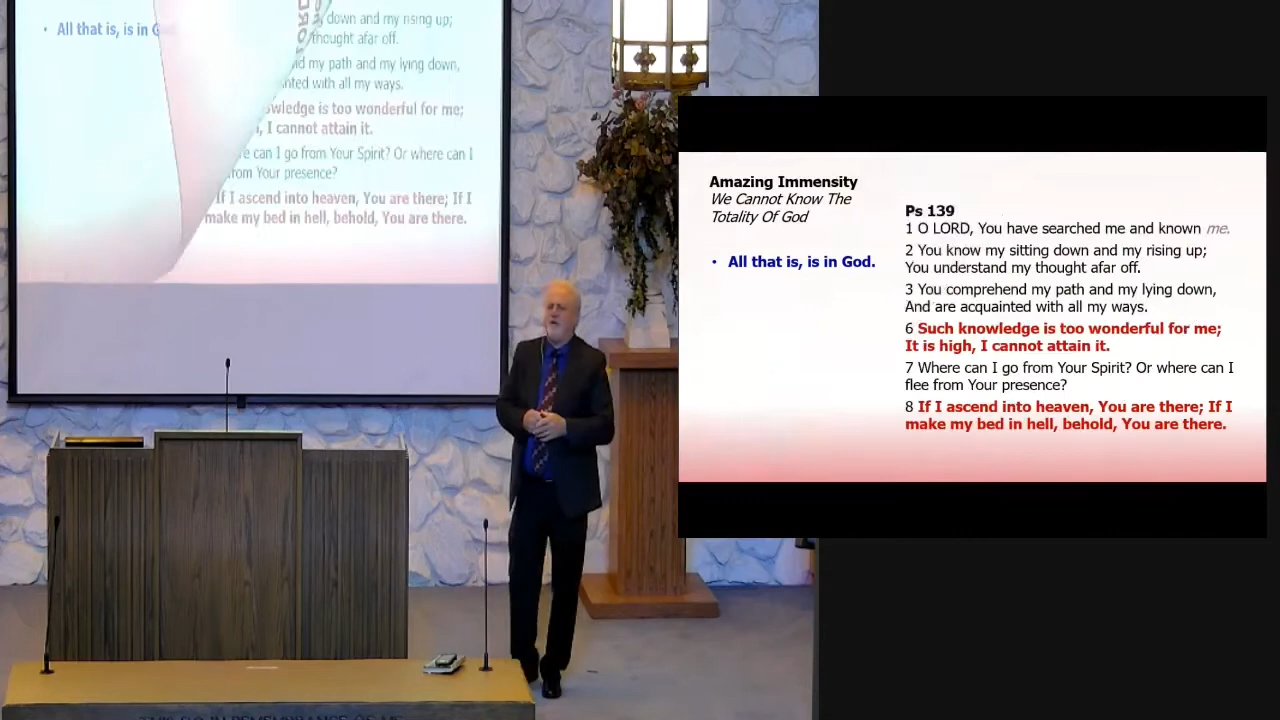 All that is, is in G
LORD
down and my rising up;
thought afar off.
my path and my lying down,
with all my ways.
is too wonderful for me;
I cannot attain it.
can I go from Your Spirit? Or where can I
from Your presence?
If I ascend into heaven, You are there; If I
make my bed in hell, behold, You are there.
Amazing Immensity
We Cannot Know The
Totality Of God
• All that is, is in God.
Ps 139
1 O LORD, You have searched me and known me.
2 You know my sitting down and my rising up;
You understand my thought afar off.
3 You comprehend my path and my lying down,
And are acquainted with all my ways.
6 Such knowledge is too wonderful for me;
It is high, I cannot attain it.
7 Where can I go from Your Spirit? Or where can I
flee from Your presence?
8 If I ascend into heaven, You are there; If I
make my bed in hell, behold, You are there.